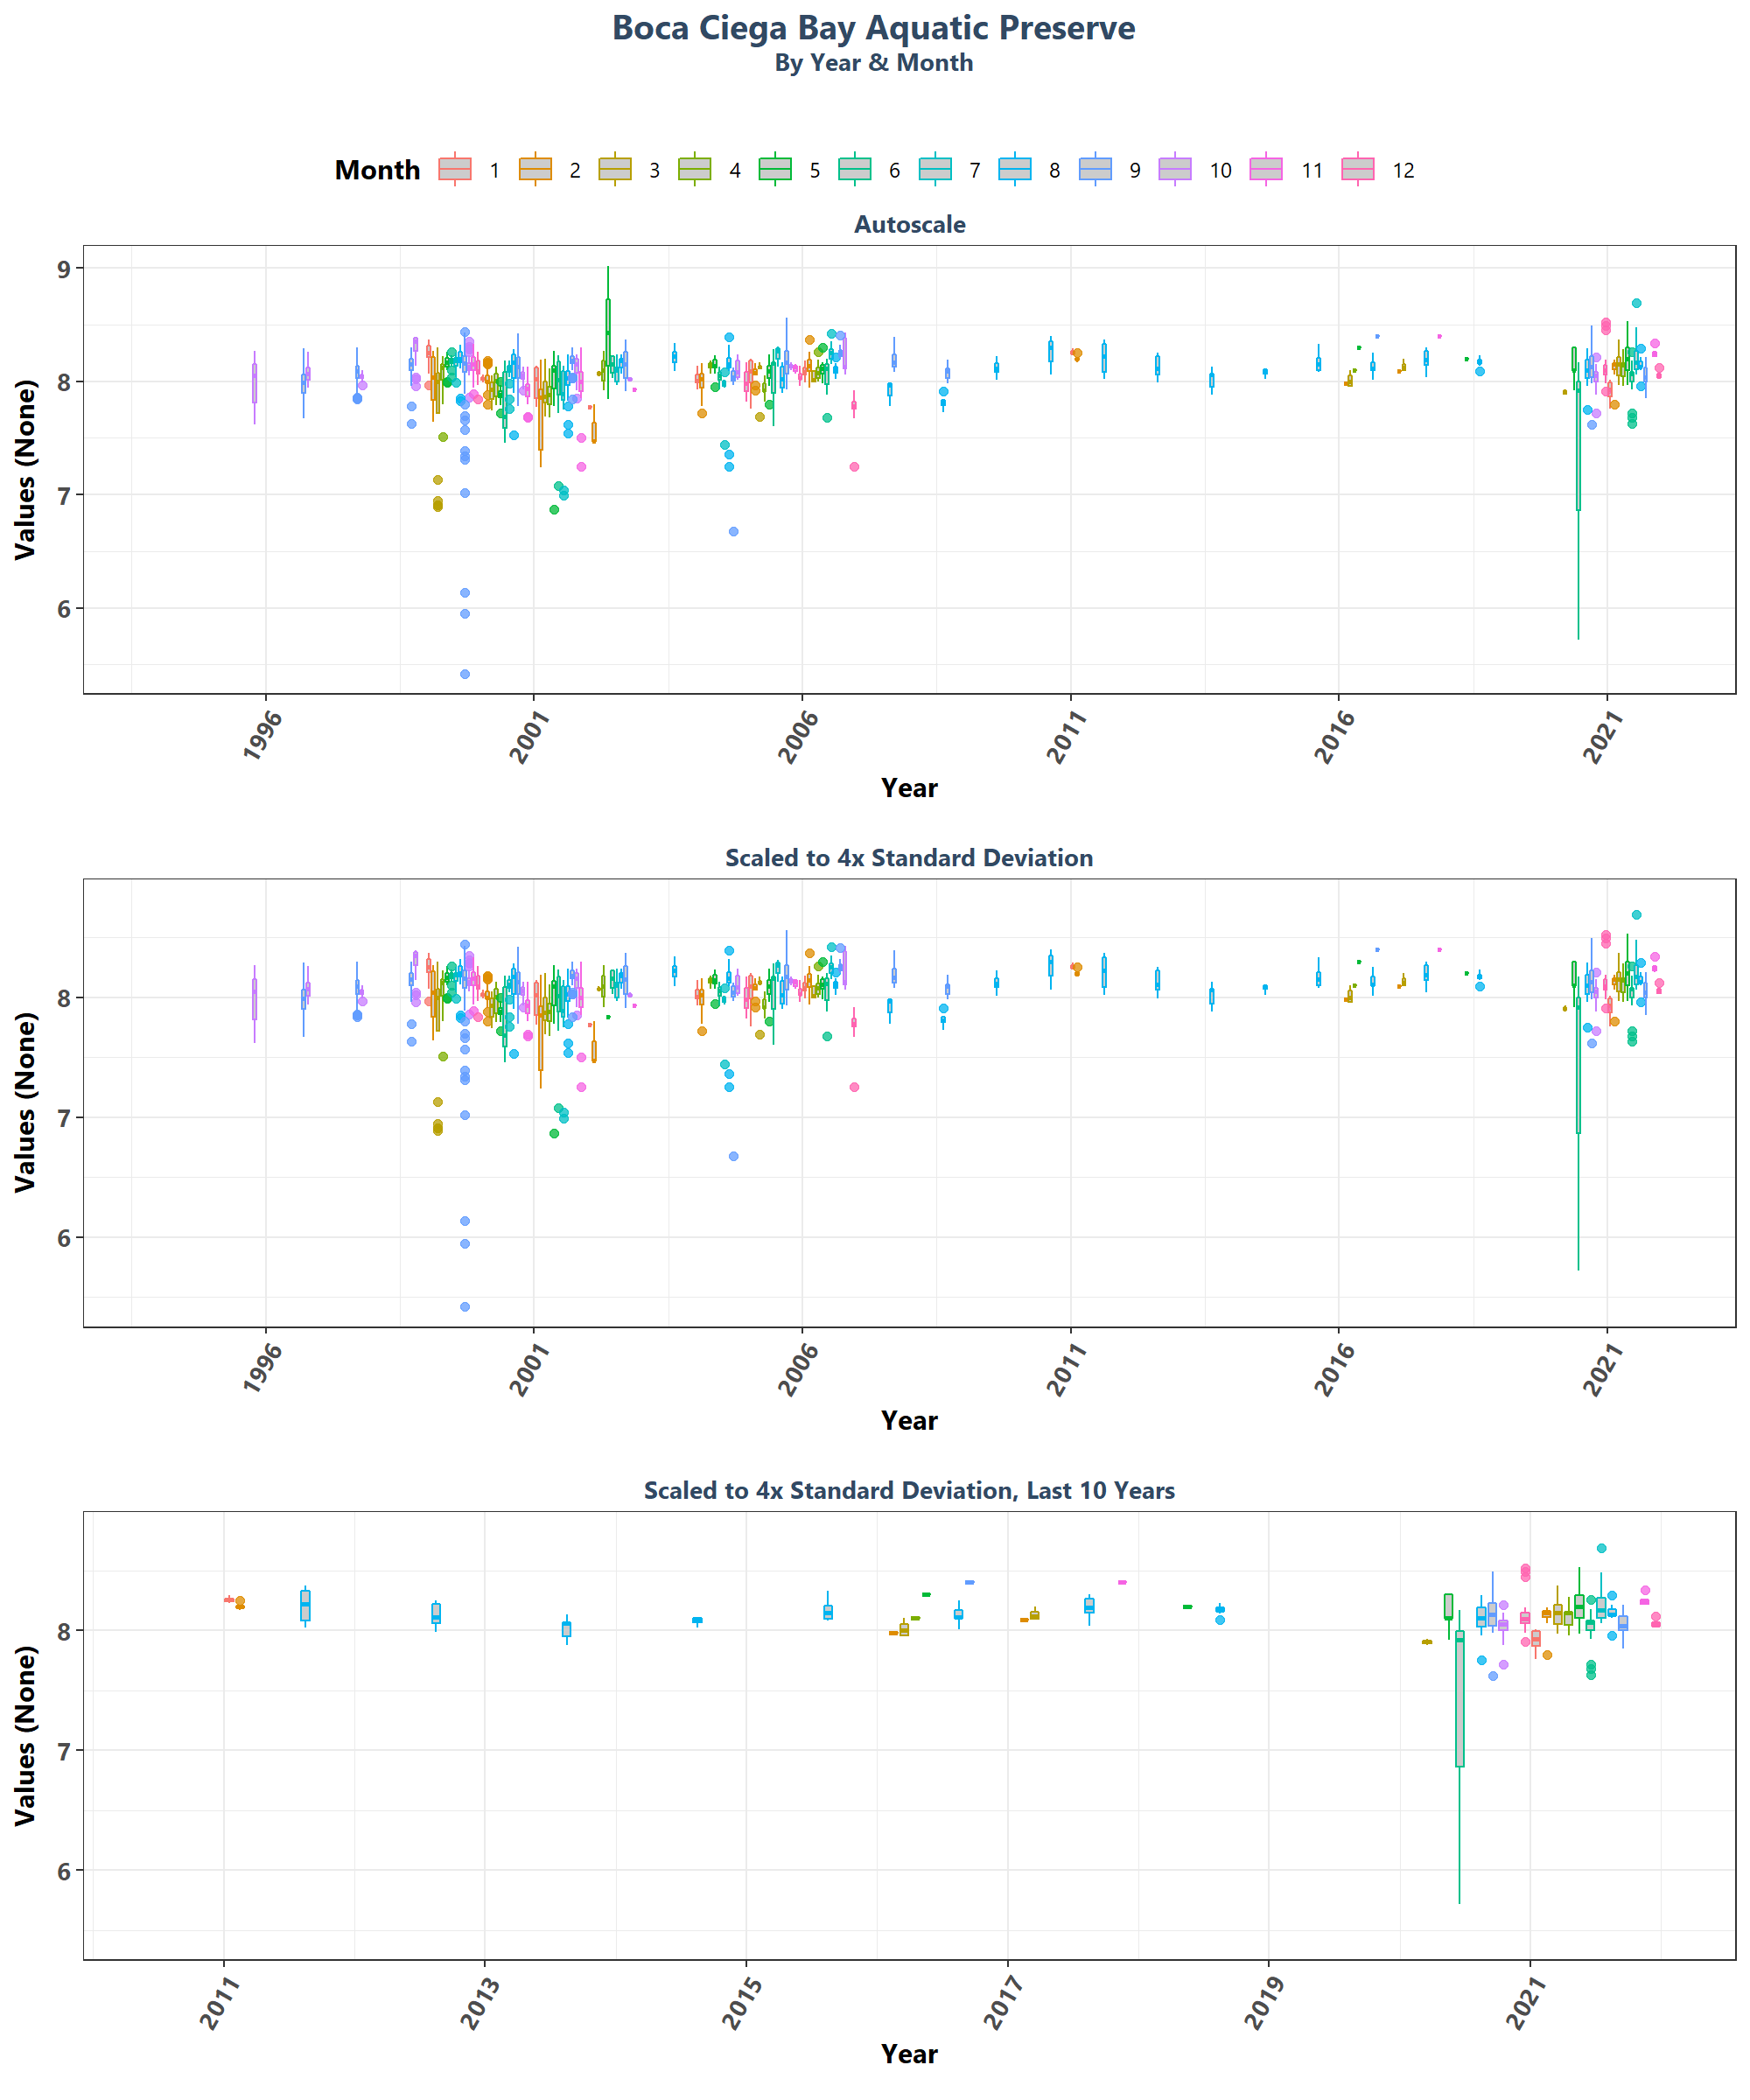 Boca Ciega Bay Aquatic Preserve
By Year & Month
Month 1 2 3 4 5 6 7 8 9 10 11 12
Autoscale
Values (None)
9
8
7
6
1996 2001 2006 2011 2016 2021
Year
Scaled to 4x Standard Deviation
Values (None)
8
7
6
1996 2001 2006 2011 2016 2021
Year
Scaled to 4x Standard Deviation, Last 10 Years
Values (None)
8
7
6
2011 2013 2015 2017 2019 2021
Year